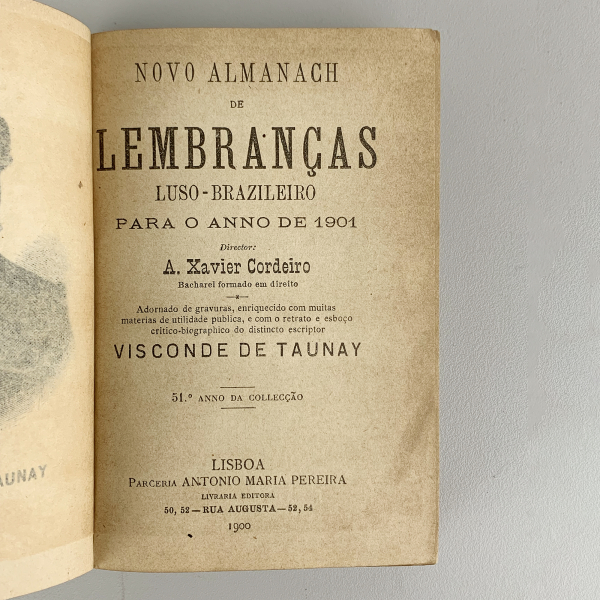 NOVO ALMANACH
DE
LEMBRANÇAS
LUSO-BRAZILEIRO
PARA O ANNO DE 1901
Director:
A. Xavier Cordeiro
Bacharel formado em direito
Adornado de gravuras, enriquecido com muitas
materias de utilidade publica, e com o retrato e esboço
critico-biographico do distincto escriptor
VISCONDE DE TAUNAY
51.º ANNO DA COLLECÇÃO
LISBOA
PARCERIA ANTONIO MARIA PEREIRA
LIVRARIA EDITORA
50, 52 — RUA AUGUSTA — 52, 54
1900
AUNAY